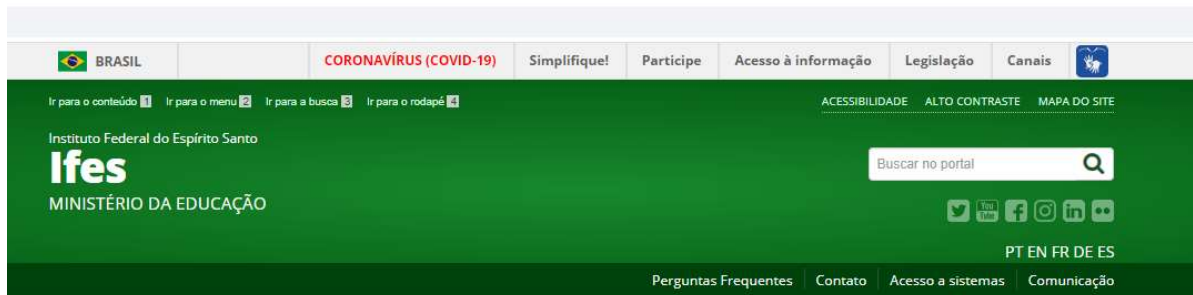 BRASIL CORONAVÍRUS (COVID-19) Simplifique! Participe Acesso à informação Legislação Canais
Ir para o conteúdo 1 Ir para o menu 2 Ir para a busca 3 Ir para o rodapé 4 ACESSIBILIDADE ALTO CONTRASTE MAPA DO SITE
Instituto Federal do Espírito Santo
Ifes
Buscar no portal
MINISTÉRIO DA EDUCAÇÃO
You Tube
PT EN FR DE ES
Perguntas Frequentes Contato Acesso a sistemas Comunicação